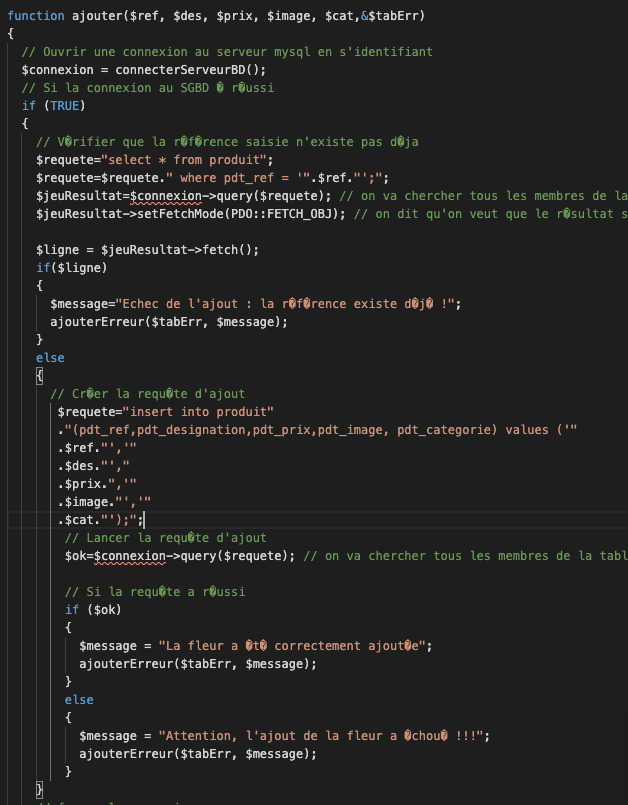 function ajouter($ref, $des, $prix, $image, $cat,&$tabErr)
{
// Ouvrir une connexion au serveur mysql en s'identifiant
$connexion = connecterServeurBD();
// Si la connexion au SGBD � r�ussi
if (TRUE)
{
// V�rifier que la r�f�rence saisie n'existe pas d�ja
$requete="select * from produit";
$requete=$requete." where pdt_ref = '".$ref."';";
$jeuResultat=$connexion->query($requete); // on va chercher tous les membres de la
$jeuResultat->setFetchMode(PDO::FETCH_OBJ); // on dit qu'on veut que le r�sultat s
$ligne = $jeuResultat->fetch();
if($ligne)
{
$message="Echec de l'ajout : la r�f�rence existe d�j� !";
ajouterErreur($tabErr, $message);
}
else
{
// Cr�er la requ�te d'ajout
$requete="insert into produit"
."(pdt_ref,pdt_designation,pdt_prix,pdt_image, pdt_categorie) values ('"
.$ref."','"
.$des."',"
.$prix.",'"
.$image."','"
.$cat."');";
// Lancer la requ�te d'ajout
$ok=$connexion->query($requete); // on va chercher tous les membres de la tabl
// Si la requ�te a r�ussi
if ($ok)
{
$message = "La fleur a �t� correctement ajout�e";
ajouterErreur($tabErr, $message);
}
else
{
$message = "Attention, l'ajout de la fleur a �chou� !!!";
ajouterErreur($tabErr, $message);
}
}